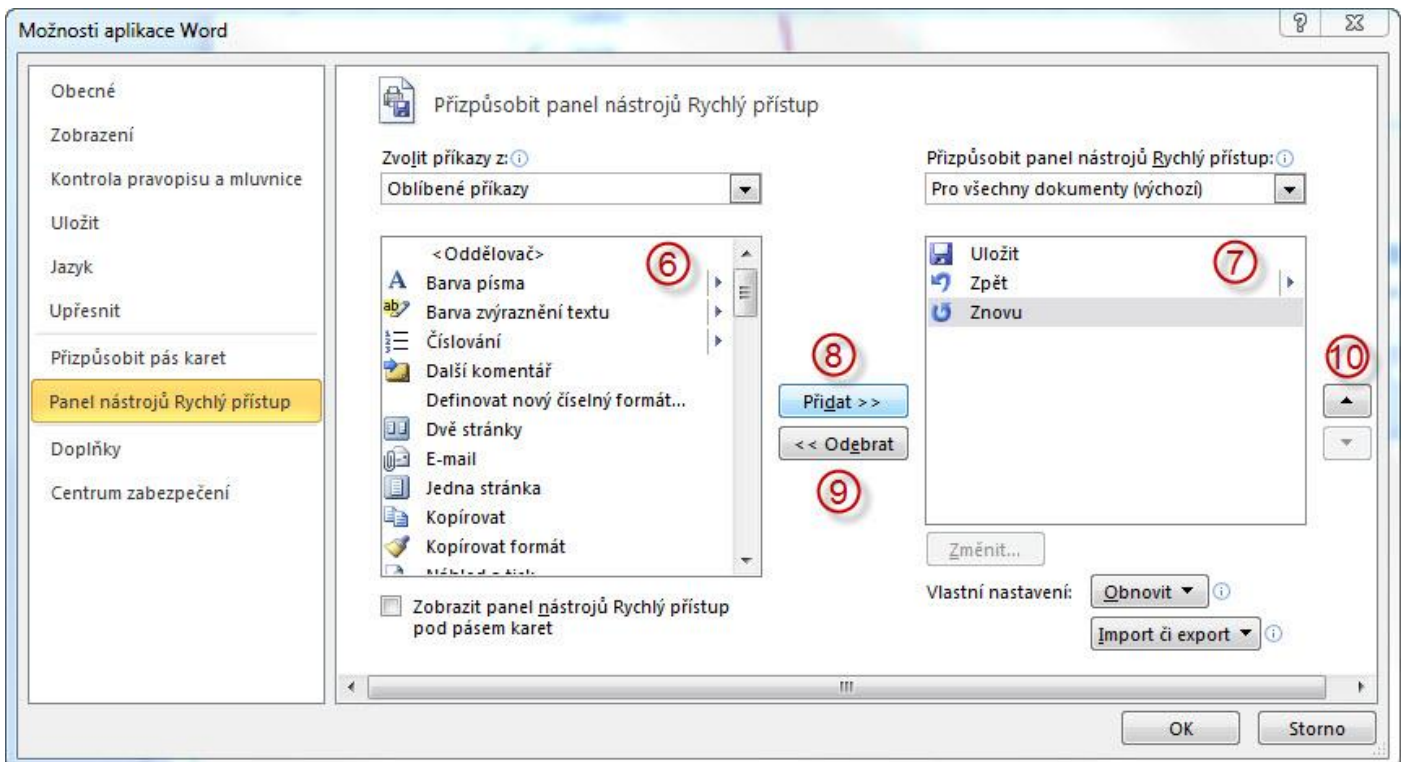 Možnosti aplikace Word
Obecné
Zobrazení
Kontrola pravopisu a mluvnice
Uložit
Jazyk
Upřesnit
Přizpůsobit pás karet
Panel nástrojů Rychlý přístup
Doplňky
Centrum zabezpečení
Přizpůsobit panel nástrojů Rychlý přístup
Zvolit příkazy z:
Oblíbené příkazy
<Oddělovač>
6
Barva písma
Barva zvýraznění textu
Číslování
Další komentář
Definovat nový číselný formát...
Dvě stránky
E-mail
Jedna stránka
Kopírovat
Kopírovat formát
Náhled a tisk
Zobrazit panel nástrojů Rychlý přístup
pod pásem karet
8
Přidat >>
<< Odebrat
9
Přizpůsobit panel nástrojů Rychlý přístup:
Pro všechny dokumenty (výchozí)
Uložit
7
Zpět
Znovu
10
Změnit...
Vlastní nastavení:
Obnovit
Import či export
OK
Storno